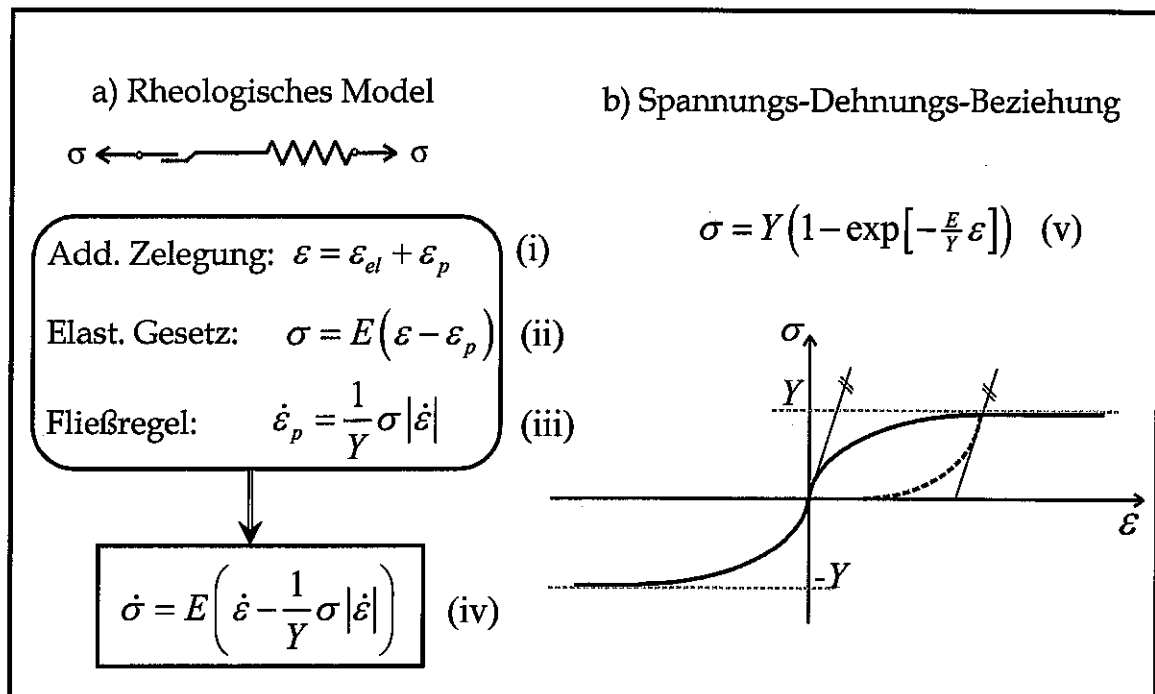 a) Rheologisches Model
σ σ
Add. Zelegung: ε = ε_el + ε_p (i)
Elast. Gesetz: σ = E(ε − ε_p) (ii)
Fließregel: ε̇_p = 1/Y σ|ε̇| (iii)
σ̇ = E(ε̇ − 1/Y σ|ε̇|) (iv)
b) Spannungs-Dehnungs-Beziehung
σ = Y(1 − exp[−E/Y ε]) (v)
σ
Y
ε
-Y